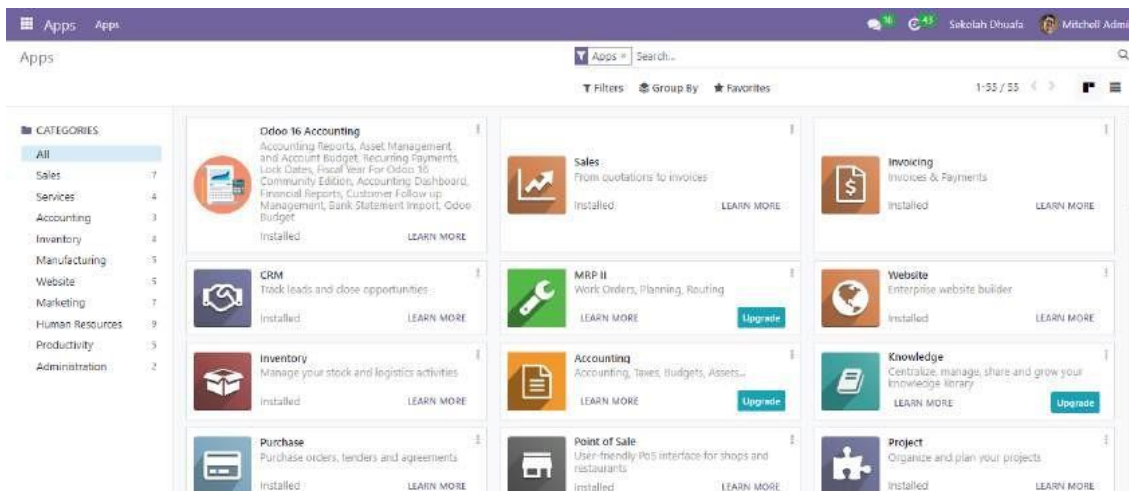 Apps Apps 16 43 Sekolah Dhuafa Mitchell Admi
Apps
Apps × Search...
Filters Group By Favorites 1-55 / 55
CATEGORIES
All
Sales 7
Services 4
Accounting 3
Inventory 4
Manufacturing 5
Website 5
Marketing 7
Human Resources 9
Productivity 5
Administration 2
Odoo 16 Accounting
Accounting Reports, Asset Management
and Account Budget, Recurring Payments,
Lock Dates, Fiscal Year For Odoo 16
Community Edition, Accounting Dashboard,
Financial Reports, Customer Follow up
Management, Bank Statement Import, Odoo
Budget
Installed LEARN MORE
Sales
From quotations to invoices
Installed LEARN MORE
Invoicing
Invoices & Payments
Installed LEARN MORE
CRM
Track leads and close opportunities
Installed LEARN MORE
MRP II
Work Orders, Planning, Routing
LEARN MORE Upgrade
Website
Enterprise website builder
Installed LEARN MORE
Inventory
Manage your stock and logistics activities
Installed LEARN MORE
Accounting
Accounting, Taxes, Budgets, Assets...
LEARN MORE Upgrade
Knowledge
Centralize, manage, share and grow your
knowledge library
LEARN MORE Upgrade
Purchase
Purchase orders, tenders and agreements
Installed LEARN MORE
Point of Sale
User-friendly PoS interface for shops and
restaurants
Installed LEARN MORE
Project
Organize and plan your projects
Installed LEARN MORE